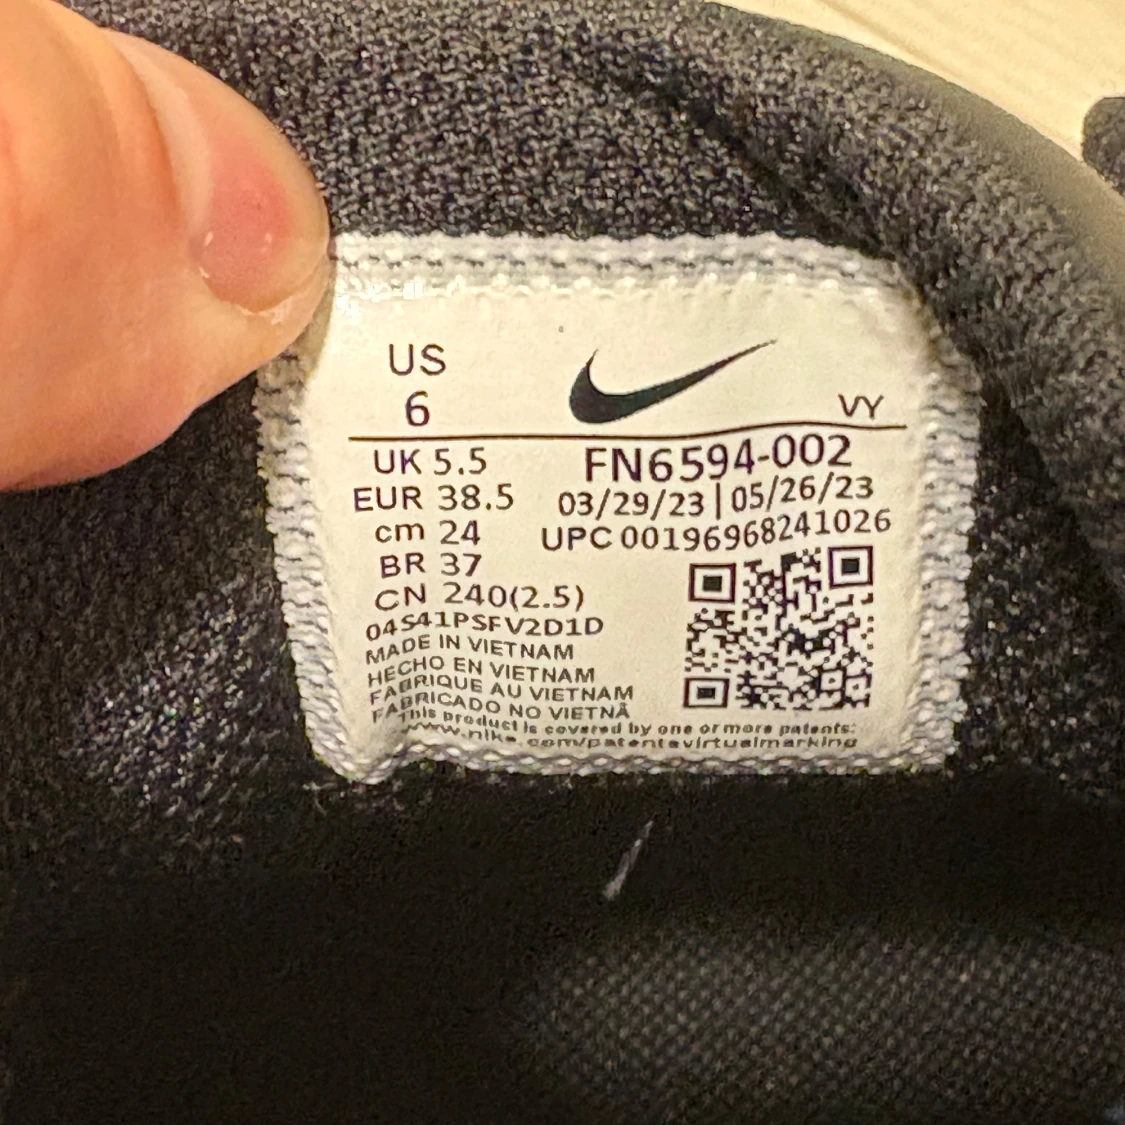 US
6
VY
UK 5.5
EUR 38.5
cm 24
BR 37
CN 240(2.5)
FN6594-002
03/29/23 | 05/26/23
UPC 00196968241026
04S41PSFV2D1D
MADE IN VIETNAM
HECHO EN VIETNAM
FABRIQUE AU VIETNAM
FABRICADO NO VIETNÃ
This product is covered by one or more patents:
www.nike.com/patentsvirtualmarking